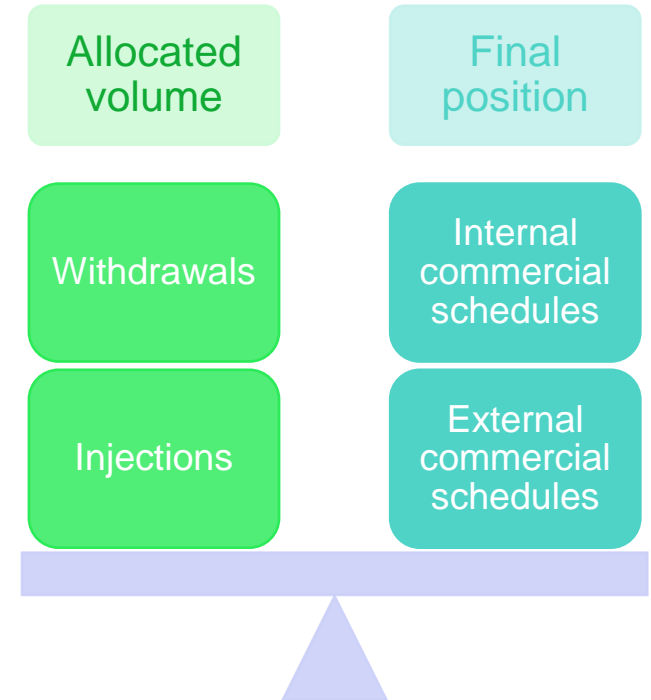 Allocated
volume
Final
position
Withdrawals
Internal
commercial
schedules
Injections
External
commercial
schedules